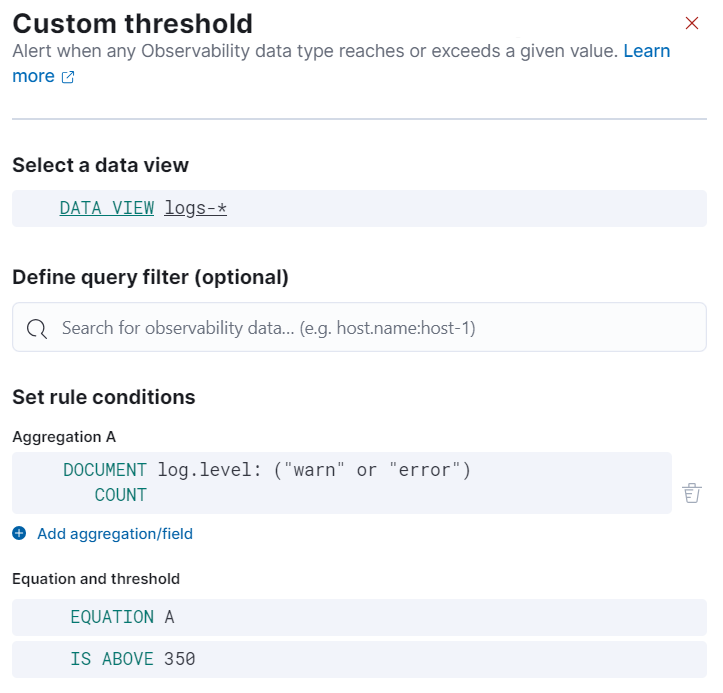 Custom threshold
Alert when any Observability data type reaches or exceeds a given value. Learn
more
Select a data view
DATA VIEW logs-*
Define query filter (optional)
Search for observability data... (e.g. host.name:host-1)
Set rule conditions
Aggregation A
DOCUMENT log.level: ("warn" or "error")
COUNT
Add aggregation/field
Equation and threshold
EQUATION A
IS ABOVE 350